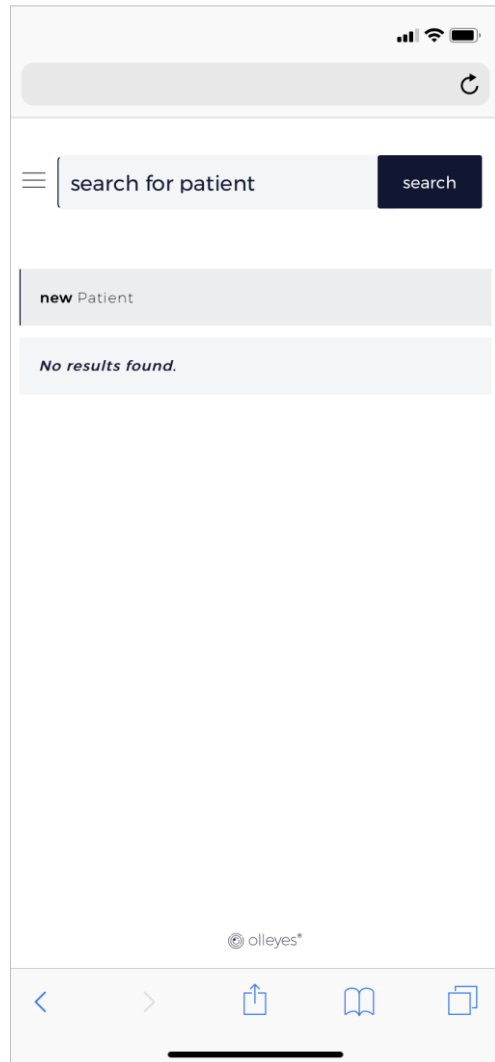 search for patient
search
new Patient
No results found.
olleyes®